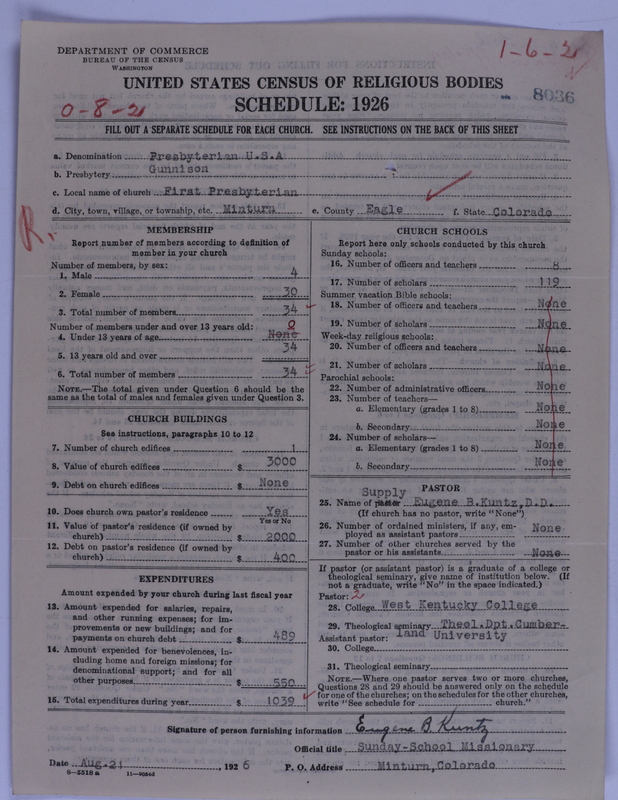 DEPARTMENT OF COMMERCE
BUREAU OF THE CENSUS
WASHINGTON
1-6-2
UNITED STATES CENSUS OF RELIGIOUS BODIES
SCHEDULE: 1926
8036
0-8-21
FILL OUT A SEPARATE SCHEDULE FOR EACH CHURCH. SEE INSTRUCTIONS ON THE BACK OF THIS SHEET
a. Denomination Presbyterian U.S.A
b. Presbytery Gunnison
c. Local name of church First Presbyterian
d. City, town, village, or township, etc. Minturn e. County Eagle f. State Colorado
R.
MEMBERSHIP
Report number of members according to definition of
member in your church
Number of members, by sex:
1. Male 4
2. Female 30
3. Total number of members 34
Number of members under and over 13 years old: 0
4. Under 13 years of age None
5. 13 years old and over 34
6. Total number of members 34
NOTE.—The total given under Question 6 should be the
same as the total of males and females given under Question 3.
CHURCH BUILDINGS
See instructions, paragraphs 10 to 12
7. Number of church edifices 1
8. Value of church edifices $ 3000
9. Debt on church edifices $ None
10. Does church own pastor's residence? Yes
Yes or No
11. Value of pastor's residence (if owned by
church) $ 2000
12. Debt on pastor's residence (if owned by
church) $ 400
EXPENDITURES
Amount expended by your church during last fiscal year
13. Amount expended for salaries, repairs,
and other running expenses; for im-
provements or new buildings; and for
payments on church debt $ 489
14. Amount expended for benevolences, in-
cluding home and foreign missions; for
denominational support; and for all
other purposes $ 550
15. Total expenditures during year $ 1039
CHURCH SCHOOLS
Report here only schools conducted by this church
Sunday schools:
16. Number of officers and teachers 8
17. Number of scholars 119
Summer vacation Bible schools:
18. Number of officers and teachers None
19. Number of scholars None
Week-day religious schools:
20. Number of officers and teachers None
21. Number of scholars None
Parochial schools:
22. Number of administrative officers None
23. Number of teachers—
a. Elementary (grades 1 to 8) None
b. Secondary None
24. Number of scholars—
a. Elementary (grades 1 to 8) None
b. Secondary None
PASTOR
Supply
25. Name of pastor Eugene B.Kuntz,D.D.
(If church has no pastor, write "None")
26. Number of ordained ministers, if any, em-
ployed as assistant pastors None
27. Number of other churches served by the
pastor or his assistants None
If pastor (or assistant pastor) is a graduate of a college or
theological seminary, give name of institution below. (If
not a graduate, write "No" in the space indicated.)
Pastor: 2
28. College West Kentucky College
29. Theological seminary Theol.Dpt.Cumber-
Assistant pastor: land University
30. College
31. Theological seminary
NOTE.—Where one pastor serves two or more churches,
Questions 28 and 29 should be answered only on the schedule
for one of the churches; on the schedules for the other churches,
write "See schedule for church."
Signature of person furnishing information Eugene B. Kuntz
Official title Sunday-School Missionary
Date Aug. 21, 1926 P. O. Address Minturn,Colorado
8-5318 a